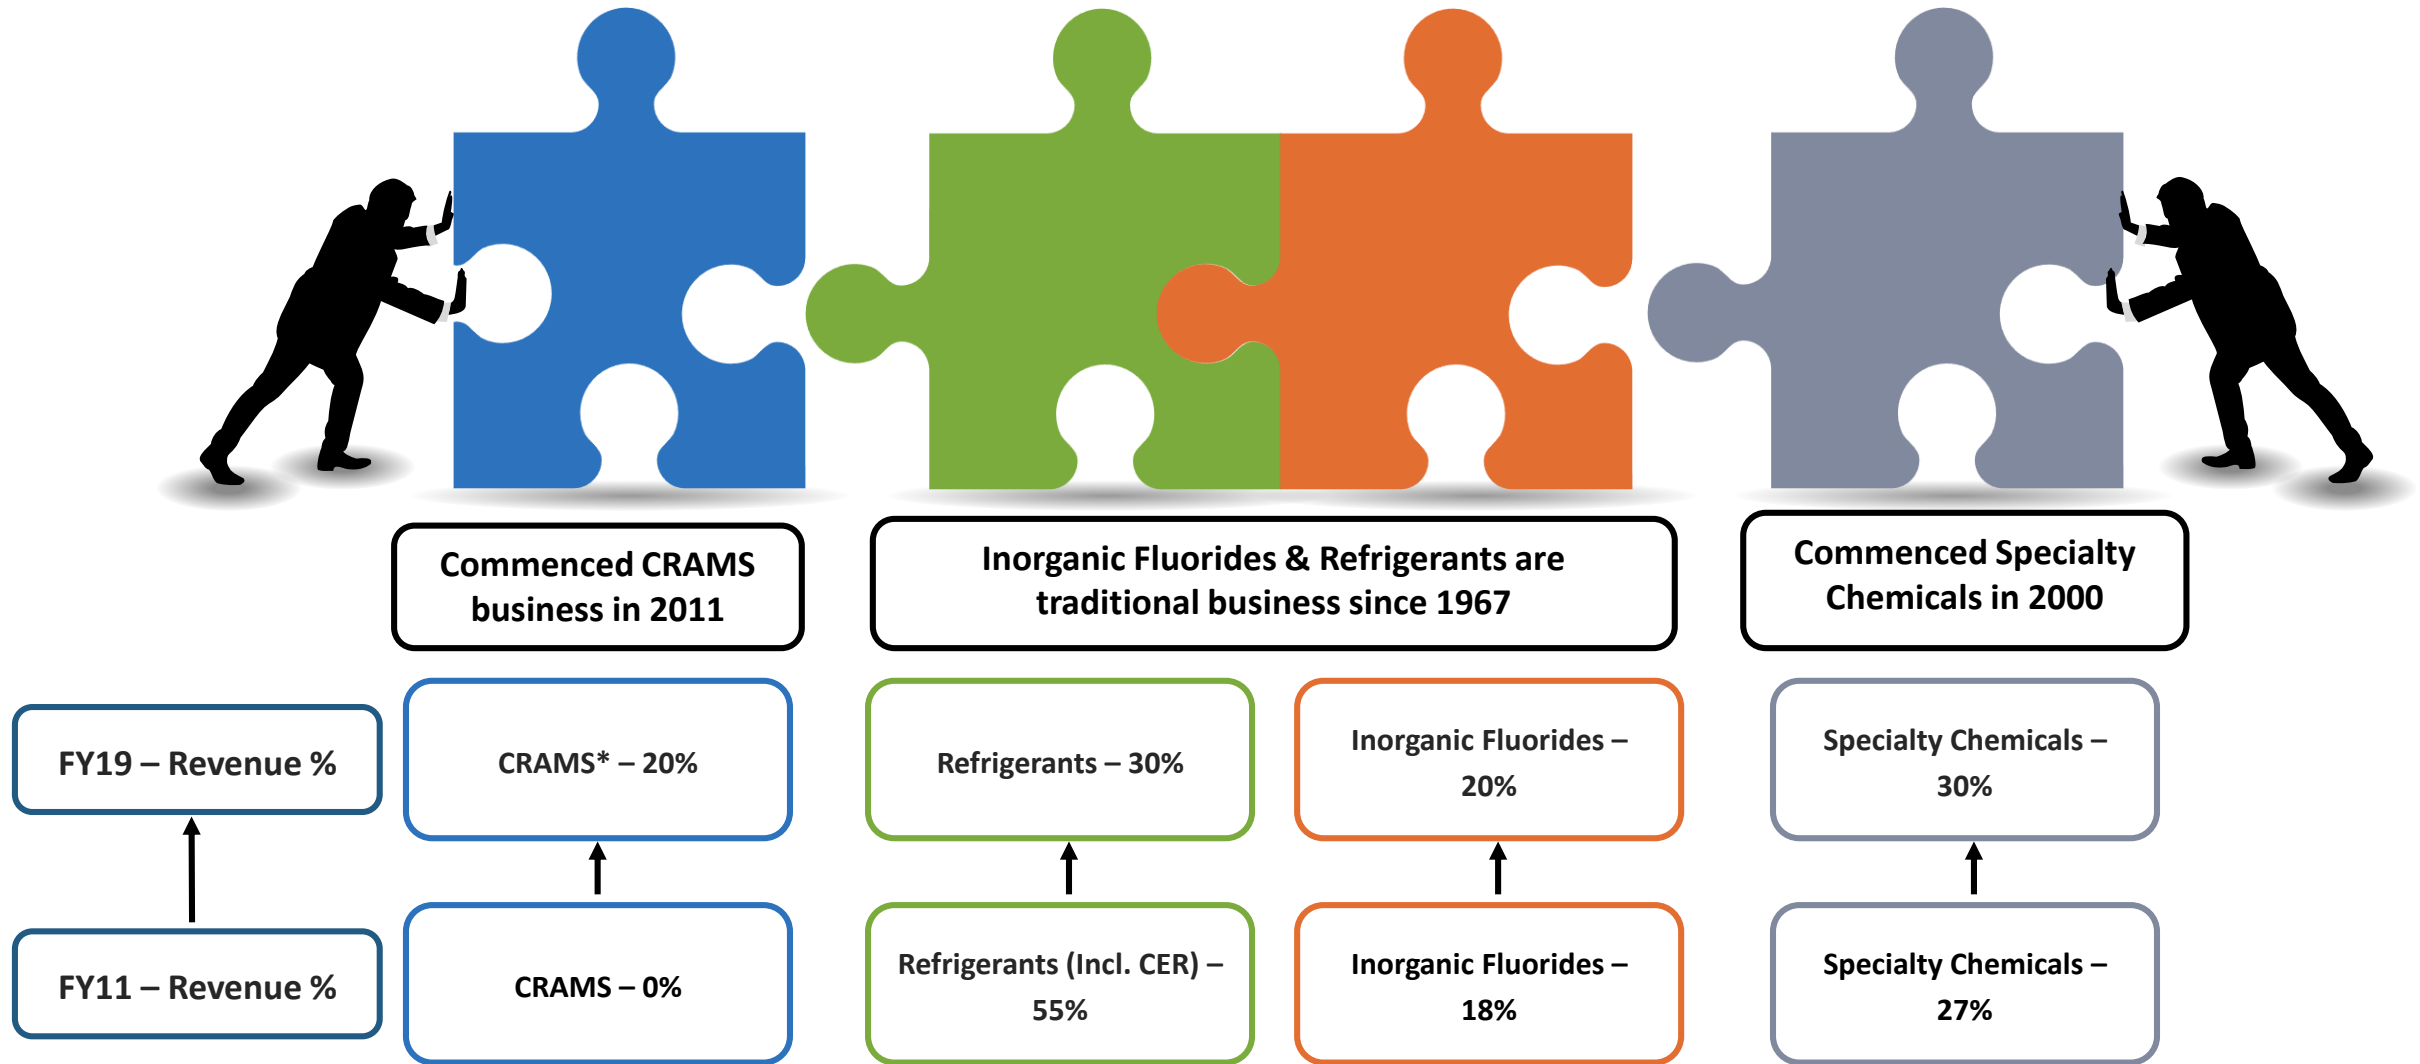 Commenced CRAMS
business in 2011
Inorganic Fluorides & Refrigerants are
traditional business since 1967
Commenced Specialty
Chemicals in 2000
FY19 – Revenue %
CRAMS* – 20%
Refrigerants – 30%
Inorganic Fluorides –
20%
Specialty Chemicals –
30%
FY11 – Revenue %
CRAMS – 0%
Refrigerants (Incl. CER) –
55%
Inorganic Fluorides –
18%
Specialty Chemicals –
27%